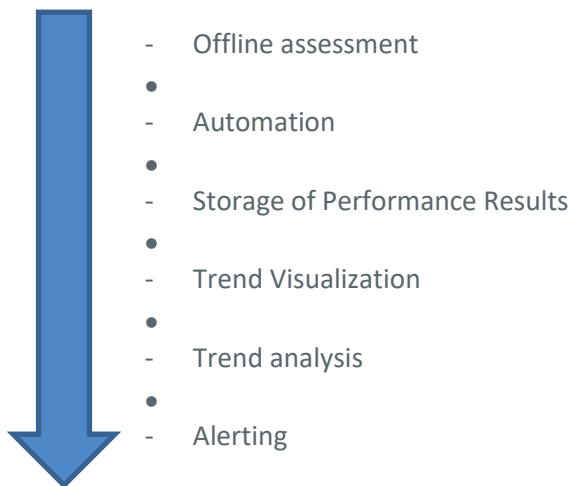 - Offline assessment
•
- Automation
•
- Storage of Performance Results
•
- Trend Visualization
•
- Trend analysis
•
- Alerting